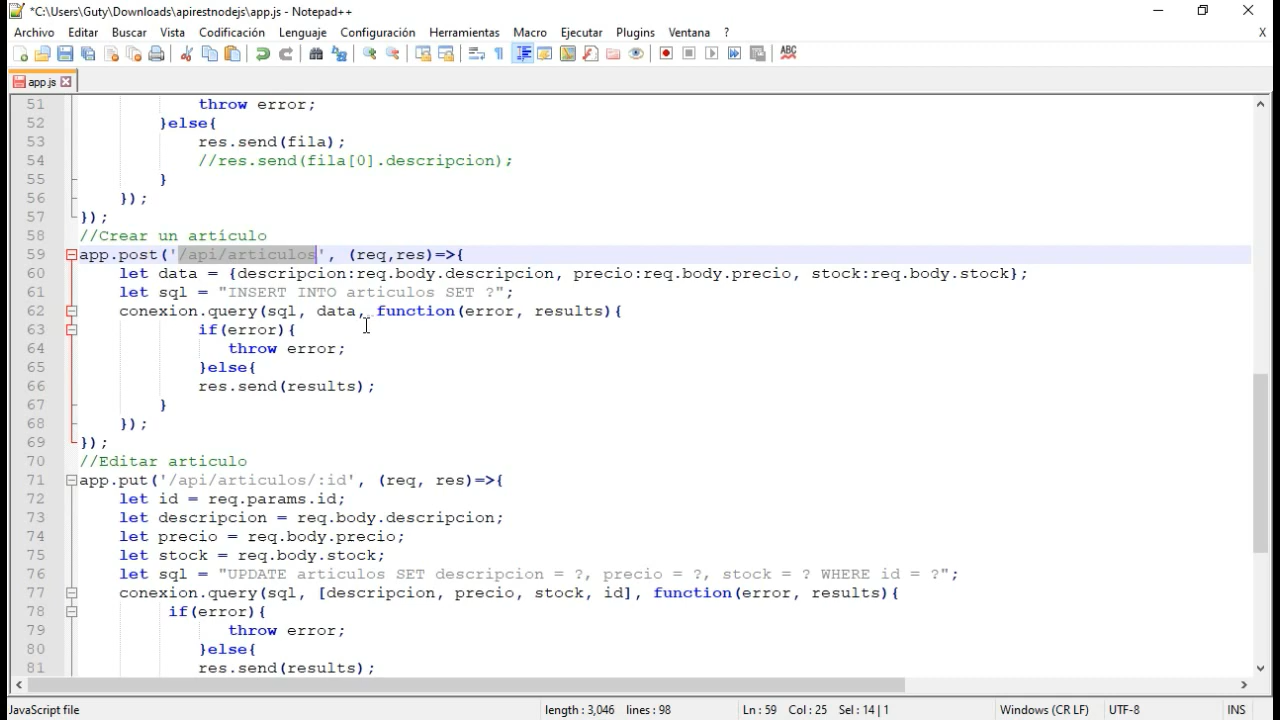 *C:\Users\Guty\Downloads\apirestnodejs\app.js - Notepad++
Archivo Editar Buscar Vista Codificación Lenguaje Configuración Herramientas Macro Ejecutar Plugins Ventana ? X
ABC
app.js
51 throw error;
52 }else{
53 res.send(fila);
54 //res.send(fila[0].descripcion);
55 }
56 });
57 });
58 //Crear un artículo
59 app.post('/api/articulos', (req,res)=>{
60 let data = {descripcion:req.body.descripcion, precio:req.body.precio, stock:req.body.stock};
61 let sql = "INSERT INTO articulos SET ?";
62 conexion.query(sql, data, function(error, results){
63 if(error){
64 throw error;
65 }else{
66 res.send(results);
67 }
68 });
69 });
70 //Editar articulo
71 app.put('/api/articulos/:id', (req, res)=>{
72 let id = req.params.id;
73 let descripcion = req.body.descripcion;
74 let precio = req.body.precio;
75 let stock = req.body.stock;
76 let sql = "UPDATE articulos SET descripcion = ?, precio = ?, stock = ? WHERE id = ?";
77 conexion.query(sql, [descripcion, precio, stock, id], function(error, results){
78 if(error){
79 throw error;
80 }else{
81 res.send(results);
JavaScript file length : 3,046 lines : 98 Ln : 59 Col : 25 Sel : 14 | 1 Windows (CR LF) UTF-8 INS